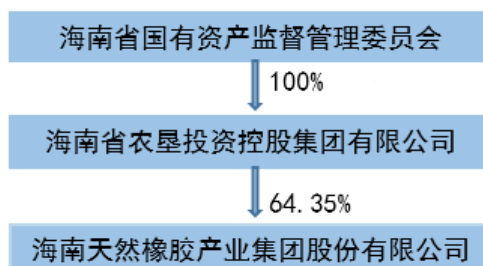 海南省国有资产监督管理委员会
100%
海南省农垦投资控股集团有限公司
64.35%
海南天然橡胶产业集团股份有限公司